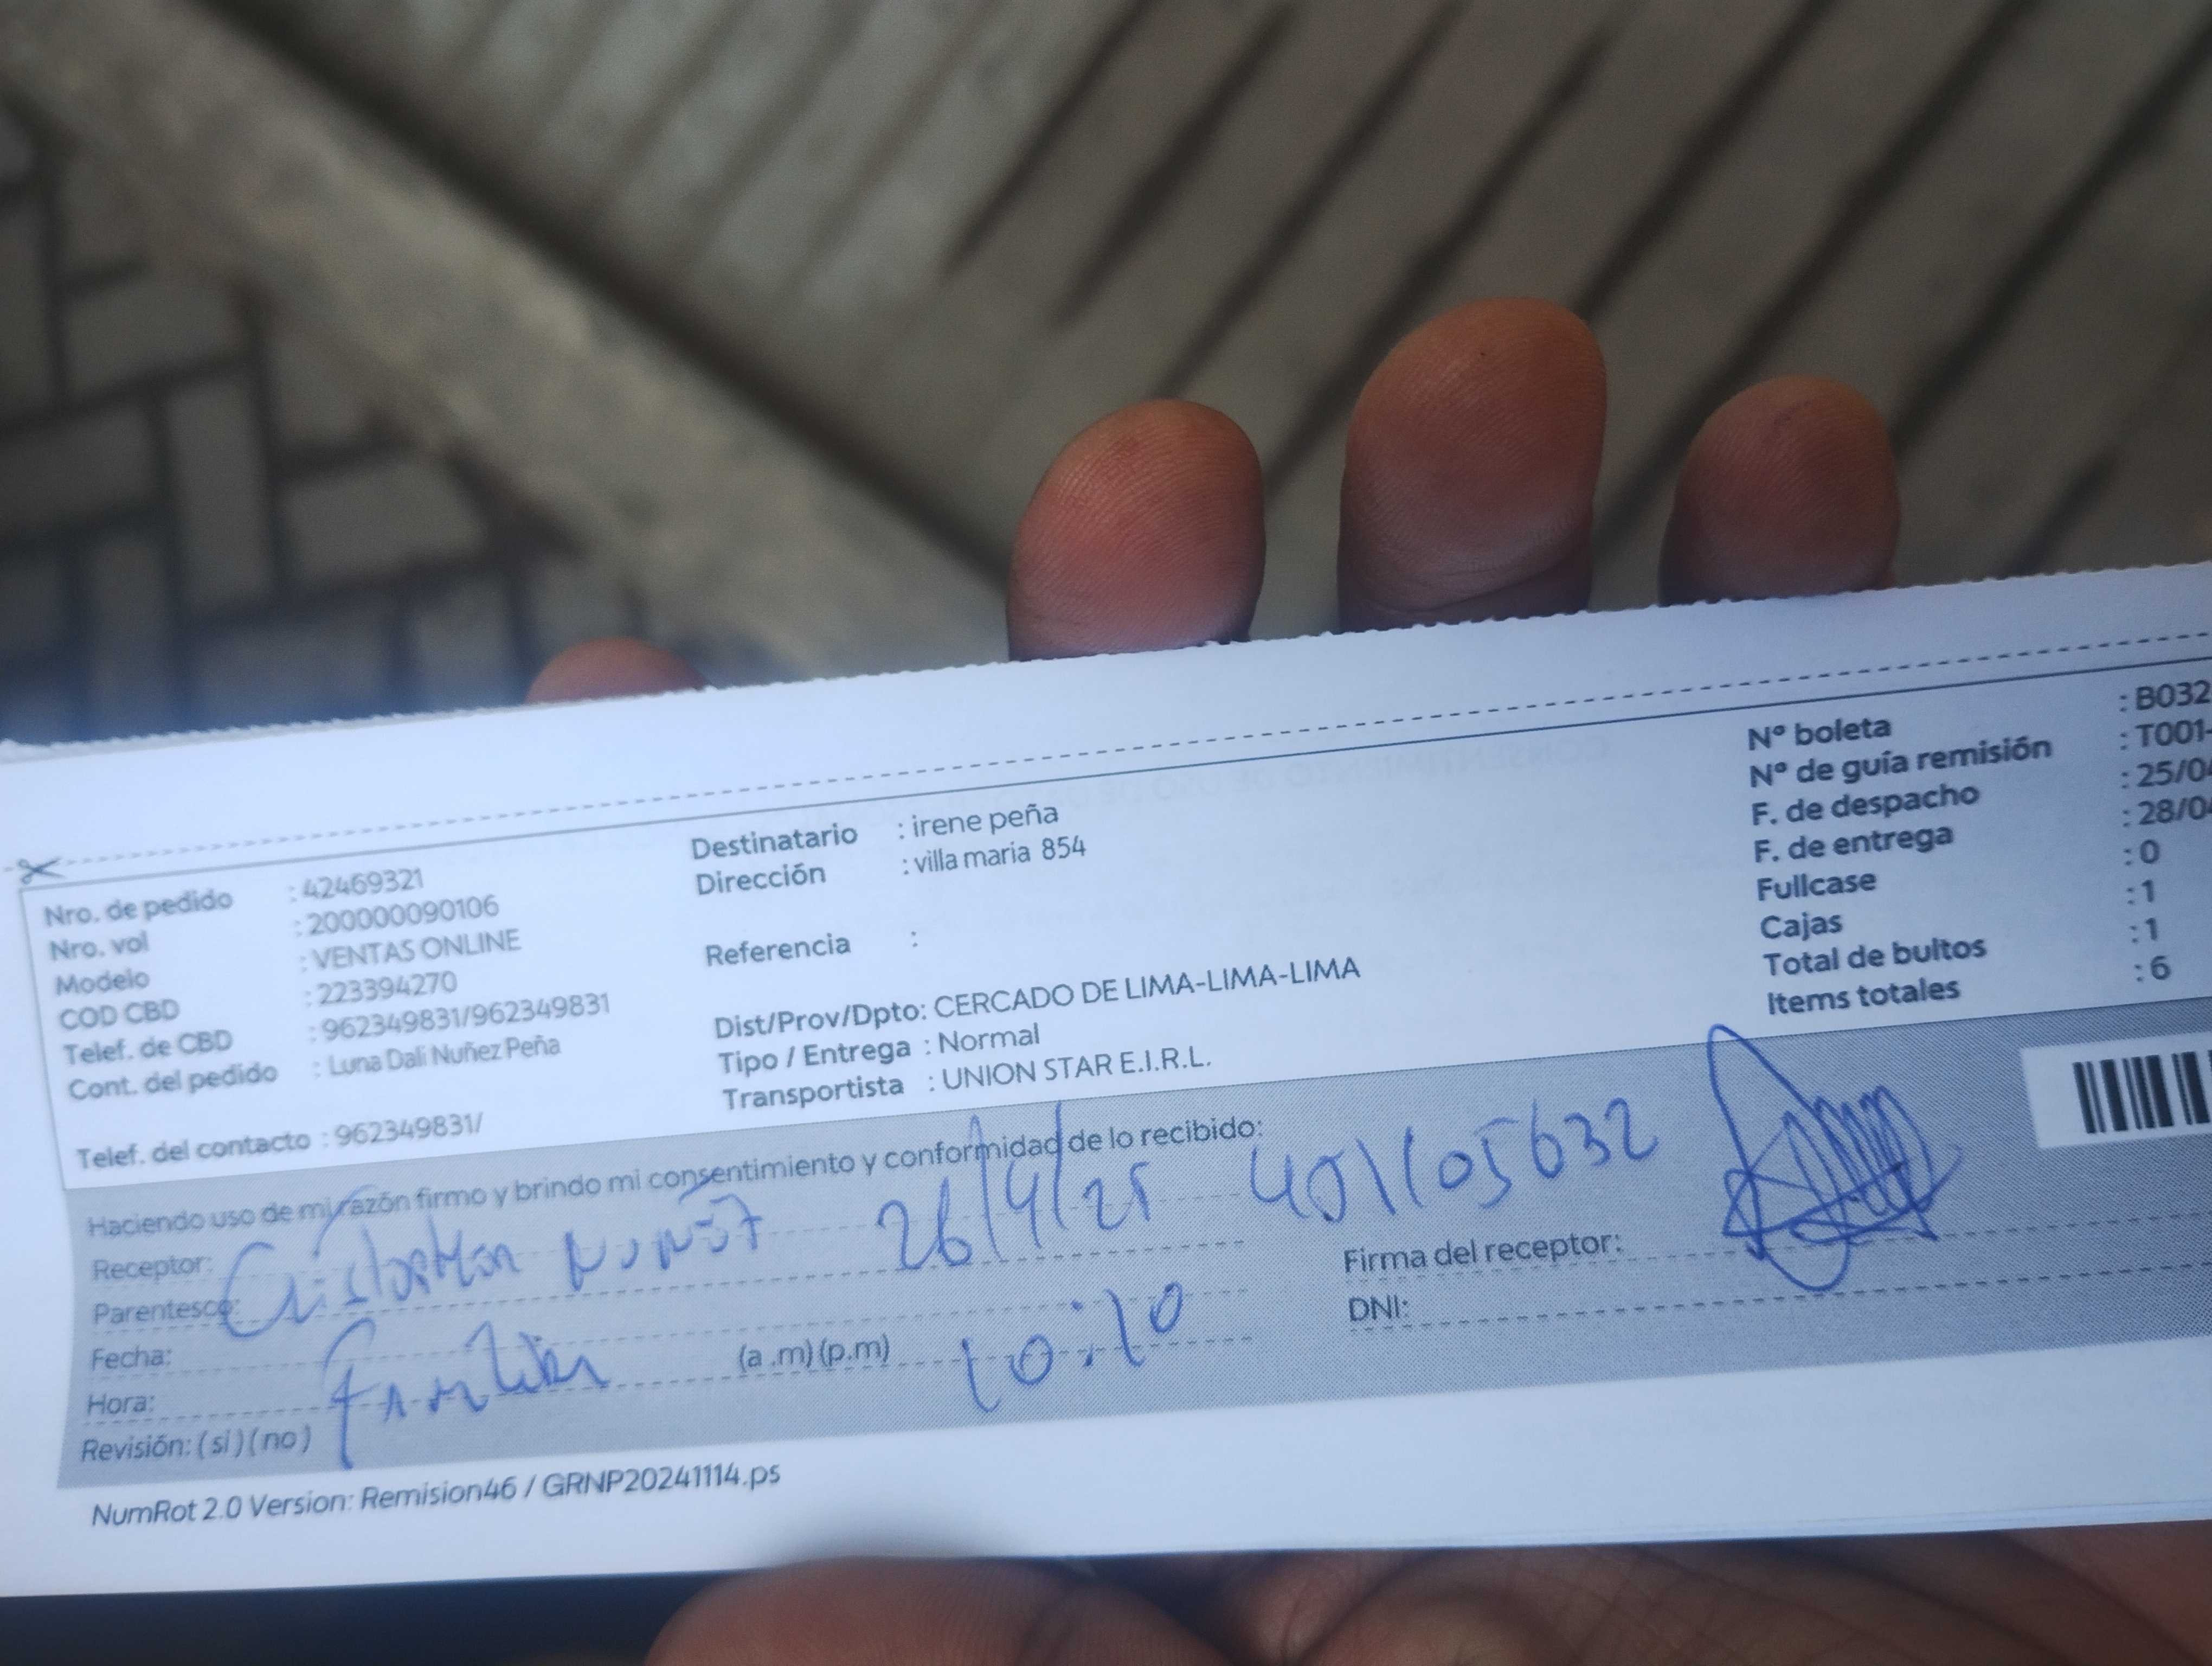 Nro. de pedido : 42469321
Nro. vol : 200000090106
Modelo : VENTAS ONLINE
COD CBD : 223394270
Telef. de CBD : 962349831/962349831
Cont. del pedido : Luna Dali Nuñez Peña
Telef. del contacto : 962349831/
Destinatario : irene peña
Dirección : villa maria 854
Referencia :
Dist/Prov/Dpto: CERCADO DE LIMA-LIMA-LIMA
Tipo / Entrega : Normal
Transportista : UNION STAR E.I.R.L.
Nº boleta : B032
Nº de guía remisión : T001-
F. de despacho : 25/04
F. de entrega : 28/04
Fullcase : 0
Cajas : 1
Total de bultos : 1
Items totales : 6
Haciendo uso de mi razón firmo y brindo mi consentimiento y conformidad de lo recibido:
Receptor: 26/4/25
Parentesco:
Fecha:
Hora: (a .m) (p.m) 10:10
Revisión: (si) (no)
Firma del receptor:
DNI:
NumRot 2.0 Version: Remision46 / GRNP20241114.ps